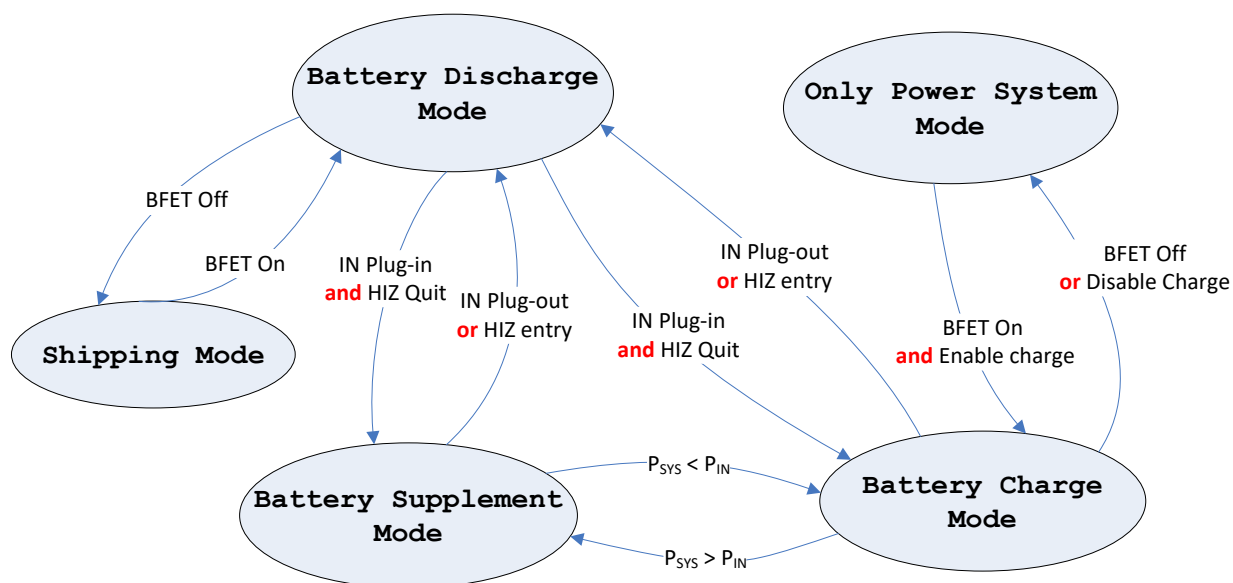 Battery Discharge
Mode
Only Power System
Mode
BFET Off
BFET On
IN Plug-in
and HIZ Quit
IN Plug-out
or HIZ entry
IN Plug-in
and HIZ Quit
IN Plug-out
or HIZ entry
BFET Off
or Disable Charge
BFET On
and Enable charge
Shipping Mode
Battery Supplement
Mode
PSYS < PIN
PSYS > PIN
Battery Charge
Mode